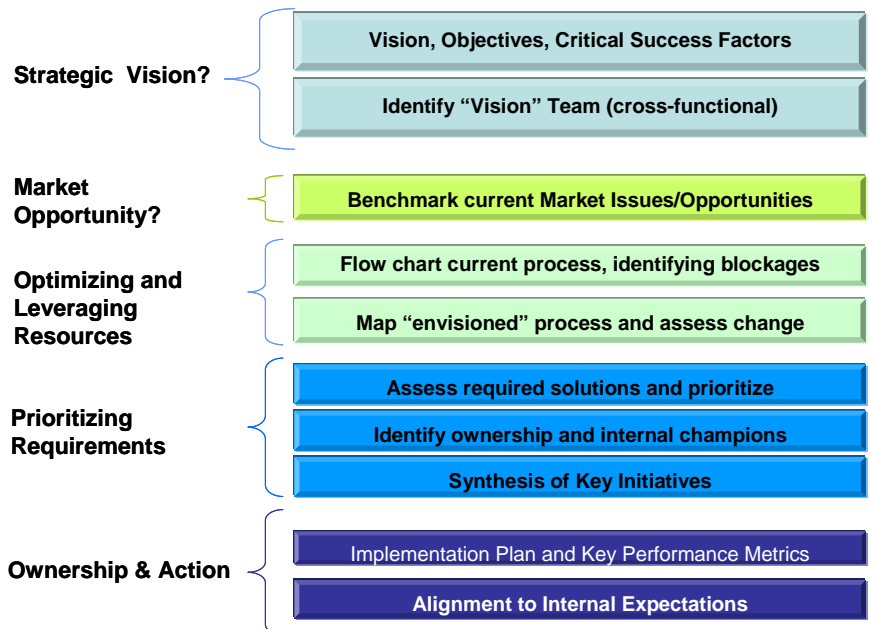 Strategic Vision?
Vision, Objectives, Critical Success Factors
Identify “Vision” Team (cross-functional)
Market
Opportunity?
Benchmark current Market Issues/Opportunities
Optimizing and
Leveraging
Resources
Flow chart current process, identifying blockages
Map “envisioned” process and assess change
Prioritizing
Requirements
Assess required solutions and prioritize
Identify ownership and internal champions
Synthesis of Key Initiatives
Ownership & Action
Implementation Plan and Key Performance Metrics
Alignment to Internal Expectations